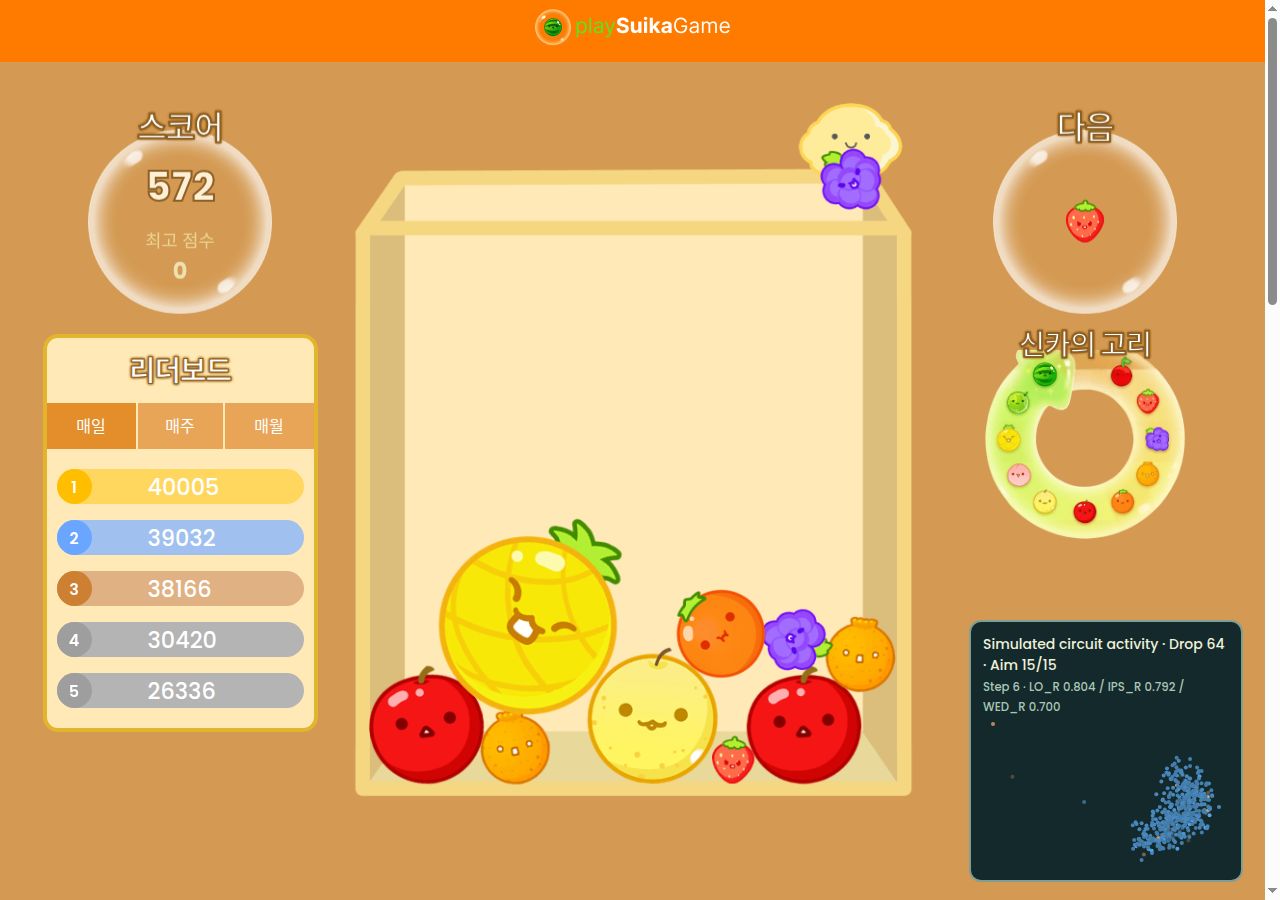 playSuikaGame
스코어
572
최고 점수
0
다음
신카의 고리
리더보드
매일 매주 매월
1 40005
2 39032
3 38166
4 30420
5 26336
Simulated circuit activity · Drop 64
· Aim 15/15
Step 6 · LO_R 0.804 / IPS_R 0.792 /
WED_R 0.700